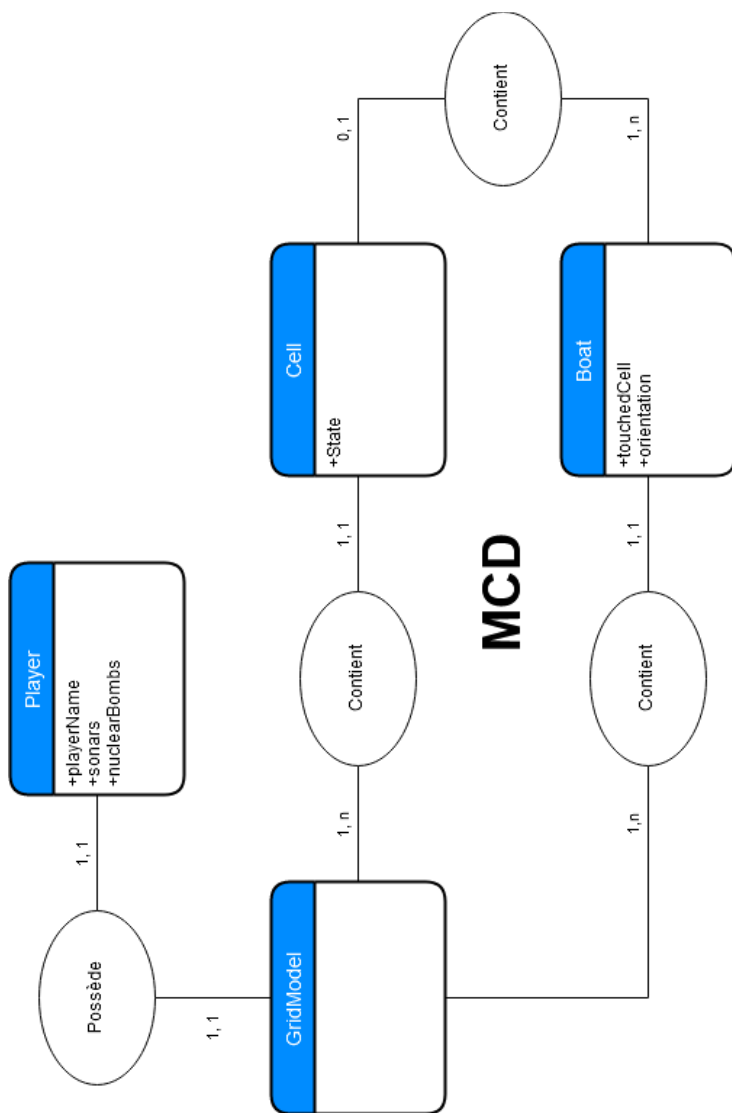 Player
+playerName
+sonars
+nuclearBombs
1, 1
Possède
1, 1
GridModel
1, n
Contient
1, 1
Cell
+State
0, 1
Contient
1, n
MCD
1,n
Contient
1, 1
Boat
+touchedCell
+orientation